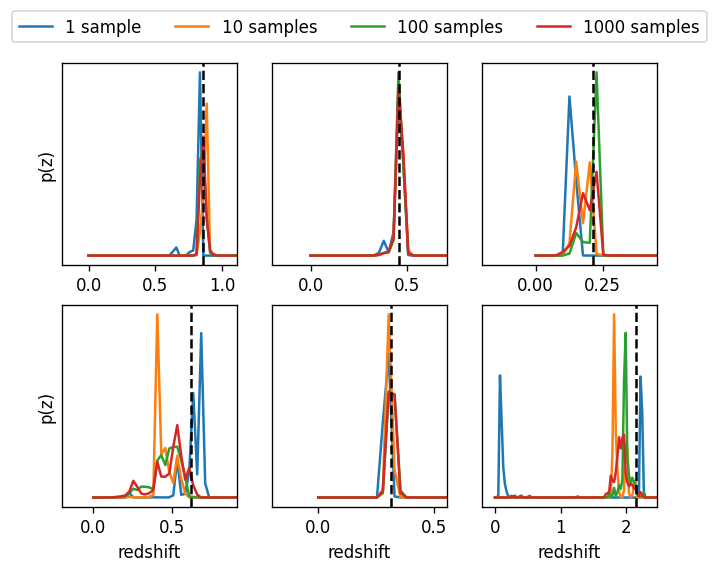 1 sample 10 samples 100 samples 1000 samples
p(z)
0.0 0.5 1.0 0.0 0.5 0.00 0.25
p(z)
0.0 0.5 0.0 0.5 0 1 2
redshift redshift redshift